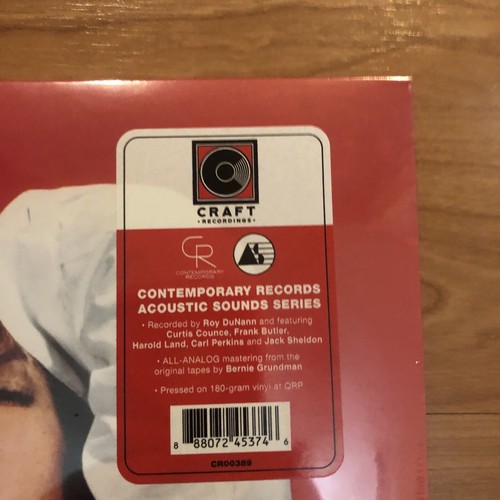 CRAFT
• RECORDINGS •
CR
CONTEMPORARY
RECORDS
CONTEMPORARY RECORDS
ACOUSTIC SOUNDS SERIES
• Recorded by Roy DuNann and featuring
Curtis Counce, Frank Butler,
Harold Land, Carl Perkins and Jack Sheldon
• ALL-ANALOG mastering from the
original tapes by Bernie Grundman
• Pressed on 180-gram vinyl at QRP
8 88072 45374 6
CR00389